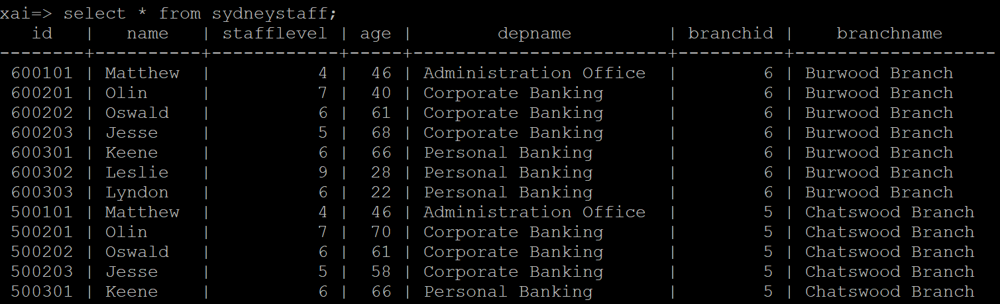 xai=> select * from sydneystaff;
   id   |   name   | stafflevel | age |        depname         | branchid |    branchname
--------+----------+------------+-----+------------------------+----------+-------------------
 600101 | Matthew  |          4 |  46 | Administration Office  |        6 | Burwood Branch
 600201 | Olin     |          7 |  40 | Corporate Banking      |        6 | Burwood Branch
 600202 | Oswald   |          6 |  61 | Corporate Banking      |        6 | Burwood Branch
 600203 | Jesse    |          5 |  68 | Corporate Banking      |        6 | Burwood Branch
 600301 | Keene    |          6 |  66 | Personal Banking       |        6 | Burwood Branch
 600302 | Leslie   |          9 |  28 | Personal Banking       |        6 | Burwood Branch
 600303 | Lyndon   |          6 |  22 | Personal Banking       |        6 | Burwood Branch
 500101 | Matthew  |          4 |  46 | Administration Office  |        5 | Chatswood Branch
 500201 | Olin     |          7 |  70 | Corporate Banking      |        5 | Chatswood Branch
 500202 | Oswald   |          6 |  61 | Corporate Banking      |        5 | Chatswood Branch
 500203 | Jesse    |          5 |  58 | Corporate Banking      |        5 | Chatswood Branch
 500301 | Keene    |          6 |  66 | Personal Banking       |        5 | Chatswood Branch